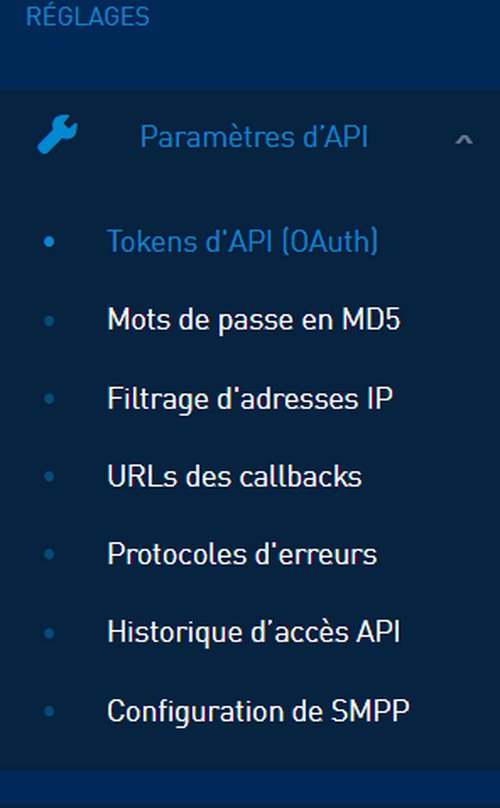 RÉGLAGES
Paramètres d’API
Tokens d'API (OAuth)
Mots de passe en MD5
Filtrage d'adresses IP
URLs des callbacks
Protocoles d'erreurs
Historique d’accès API
Configuration de SMPP